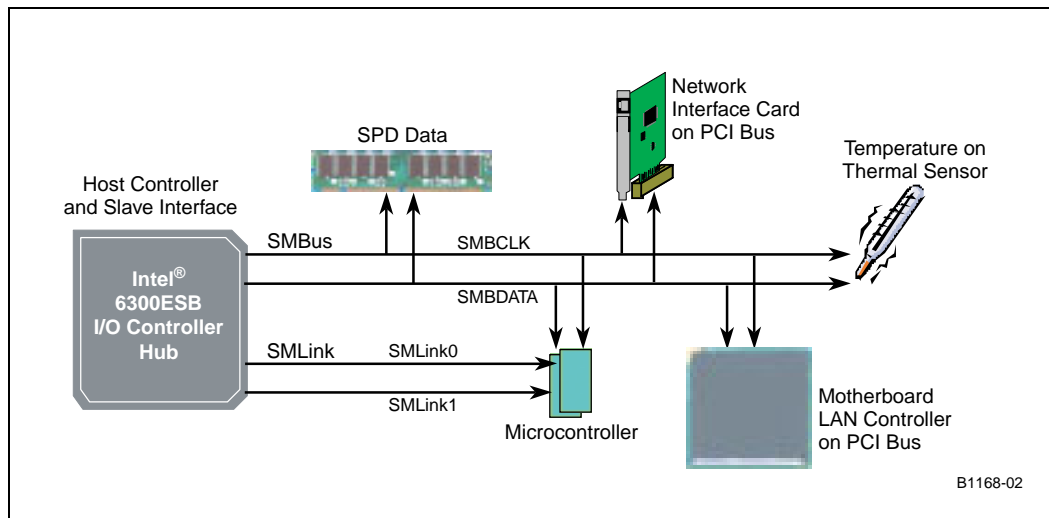 Network
Interface Card
on PCI Bus
SPD Data
Temperature on
Thermal Sensor
Host Controller
and Slave Interface
SMBus
SMBCLK
Intel®
6300ESB
I/O Controller
Hub
SMBDATA
SMLink
SMLink0
SMLink1
Microcontroller
Motherboard
LAN Controller
on PCI Bus
B1168-02